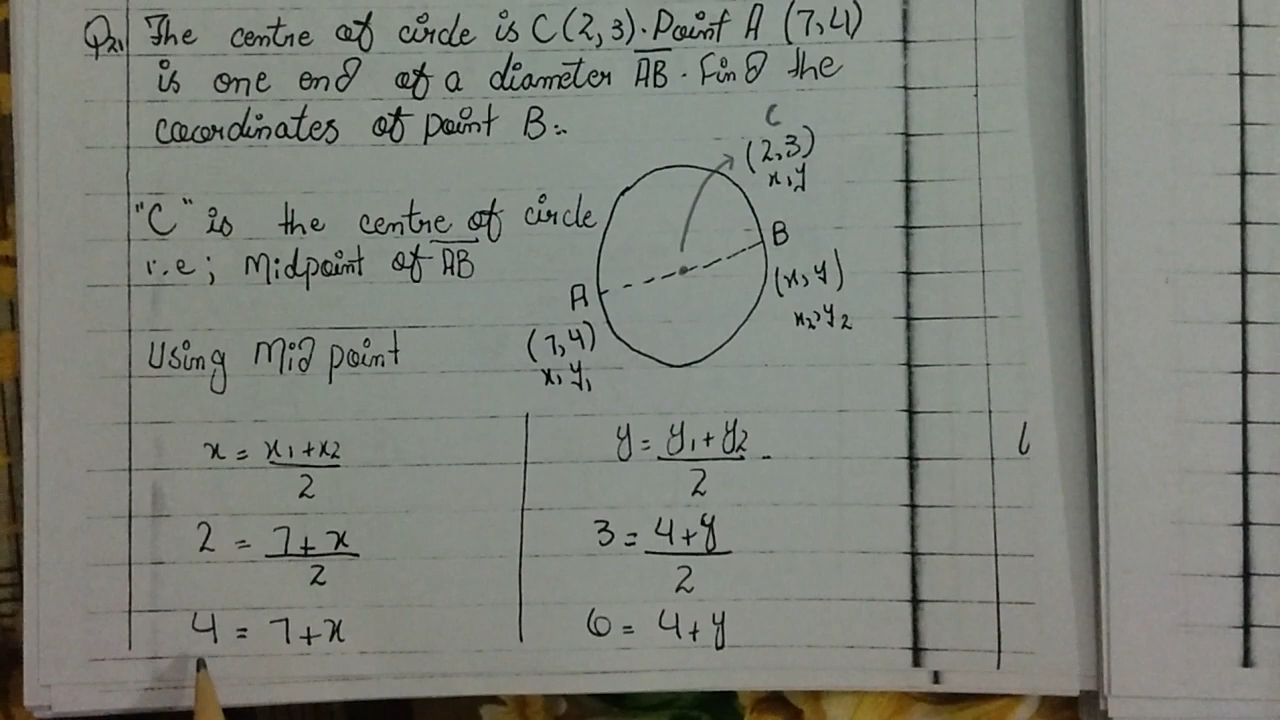 Q21 The centre of circle is C(2,3). Point A (7,4)
is one end of a diameter AB. Find the
coordinates of point B:.
C
(2,3)
x,y
"C" is the centre of circle
i.e; Midpoint of AB
B
(x,y)
x2,y2
A
(7,4)
x, y1
Using Mid point
x = x1+x2
2
y = y1+y2
2
2 = 7+x
2
3 = 4+y
2
4 = 7+x
6 = 4+y